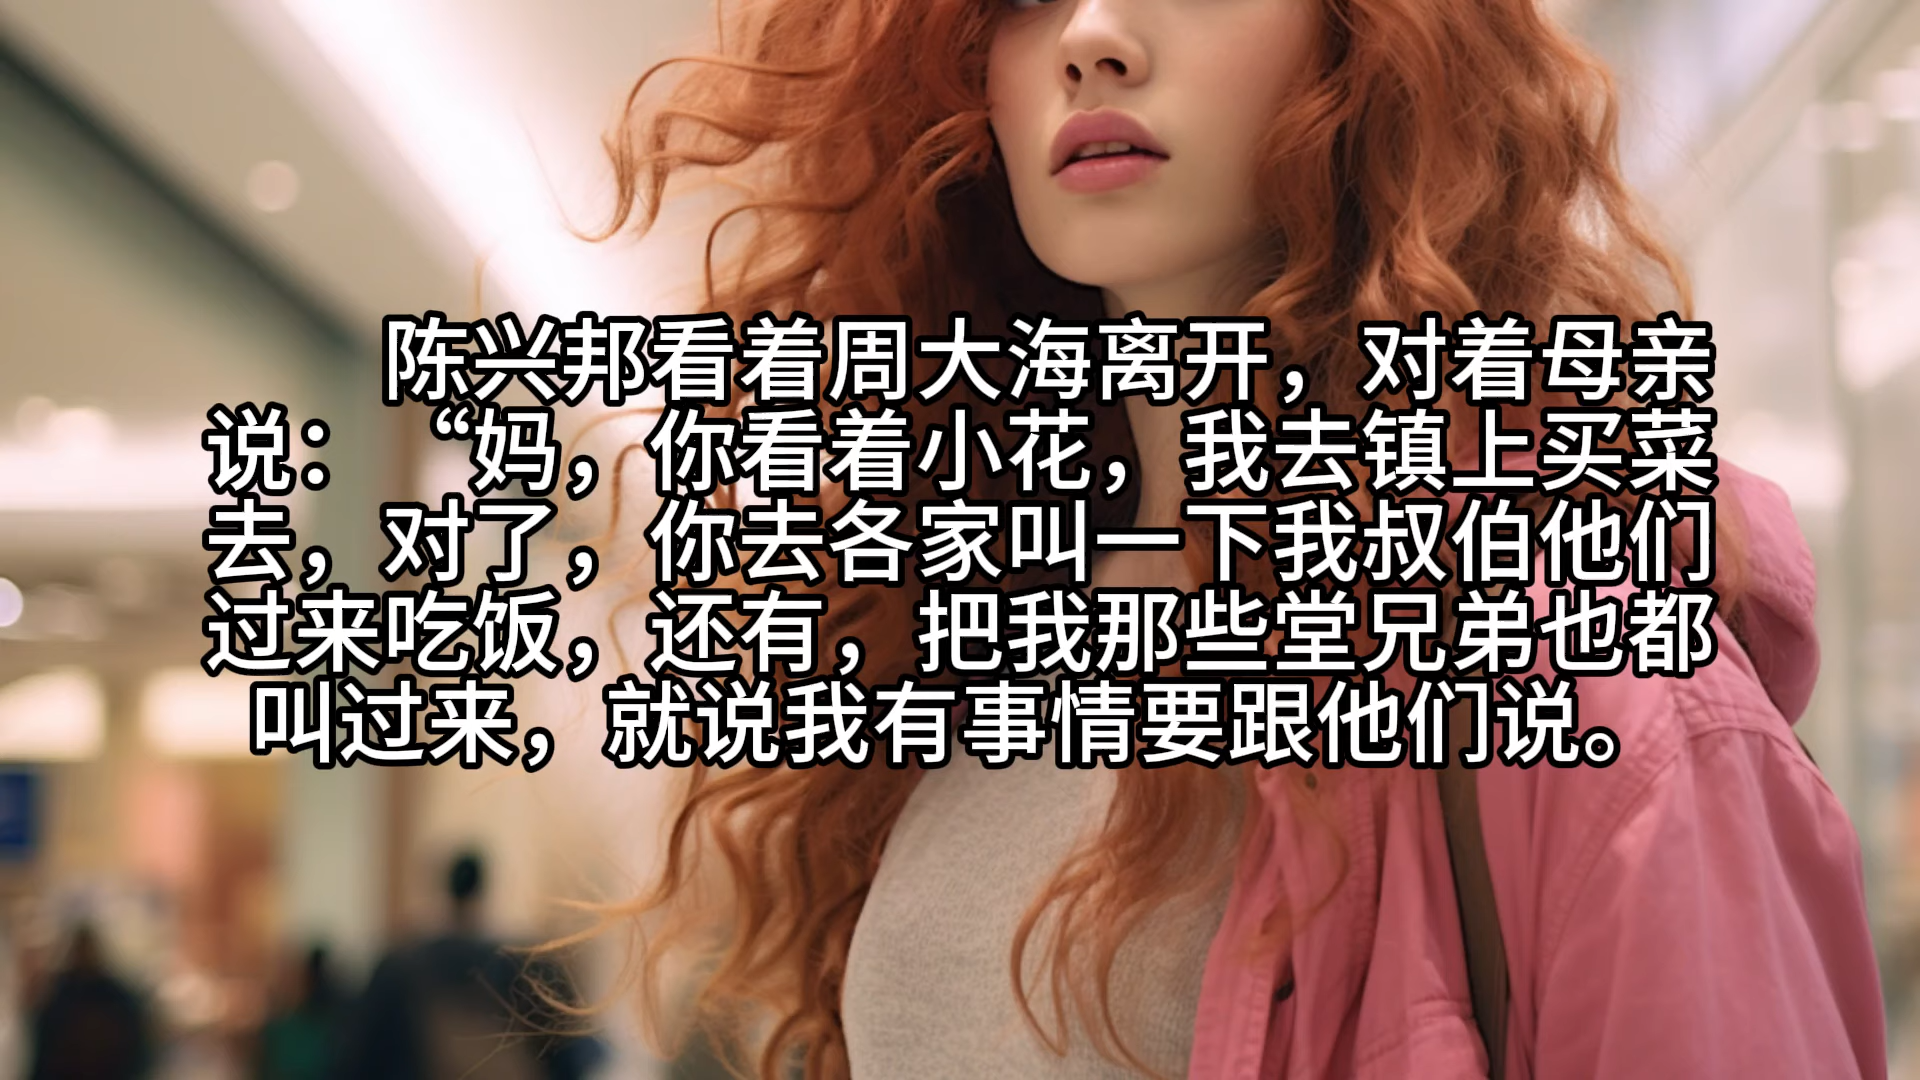 陈兴邦看着周大海离开，对着母亲
说：“妈，你看着小花，我去镇上买菜
去，对了，你去各家叫一下我叔伯他们
过来吃饭，还有，把我那些堂兄弟也都
叫过来，就说我有事情要跟他们说。